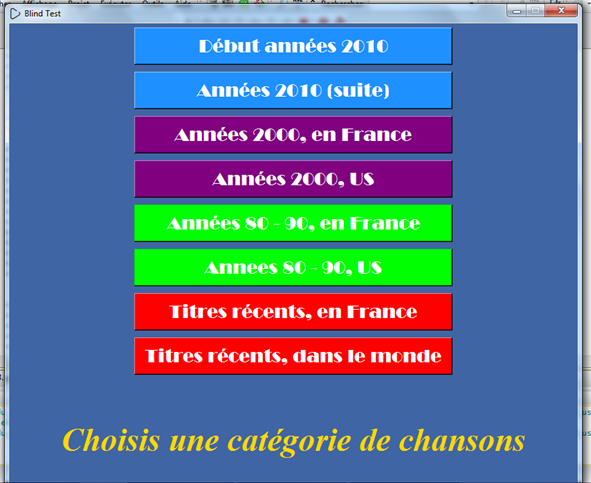 Blind Test
Début années 2010
Années 2010 (suite)
Années 2000, en France
Années 2000, US
Années 80 - 90, en France
Annees 80 - 90, US
Titres récents, en France
Titres récents, dans le monde
Choisis une catégorie de chansons